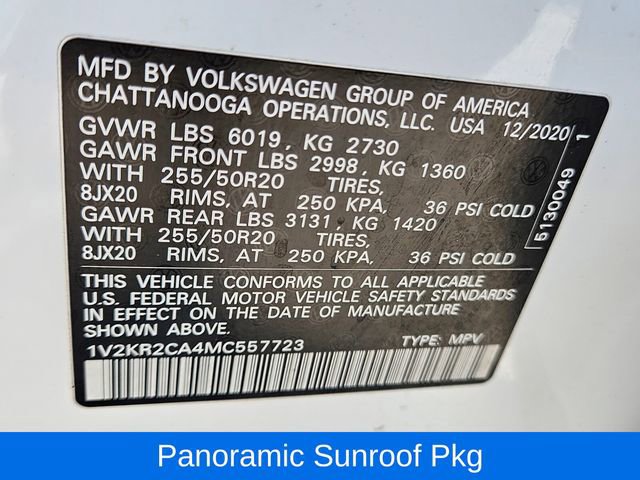 MFD BY VOLKSWAGEN GROUP OF AMERICA
CHATTANOOGA OPERATIONS, LLC. USA 12/2020
GVWR LBS 6019, KG 2730
GAWR FRONT LBS 2998, KG 1360
WITH 255/50R20 TIRES,
8JX20 RIMS, AT 250 KPA, 36 PSI COLD
GAWR REAR LBS 3131, KG 1420
WITH 255/50R20 TIRES,
8JX20 RIMS, AT 250 KPA, 36 PSI COLD
THIS VEHICLE CONFORMS TO ALL APPLICABLE
U.S. FEDERAL MOTOR VEHICLE SAFETY STANDARDS
IN EFFECT ON THE DATE OF MANUFACTURE
SHOWN ABOVE.
1V2KR2CA4MC557723 TYPE: MPV
5130049 1
Panoramic Sunroof Pkg